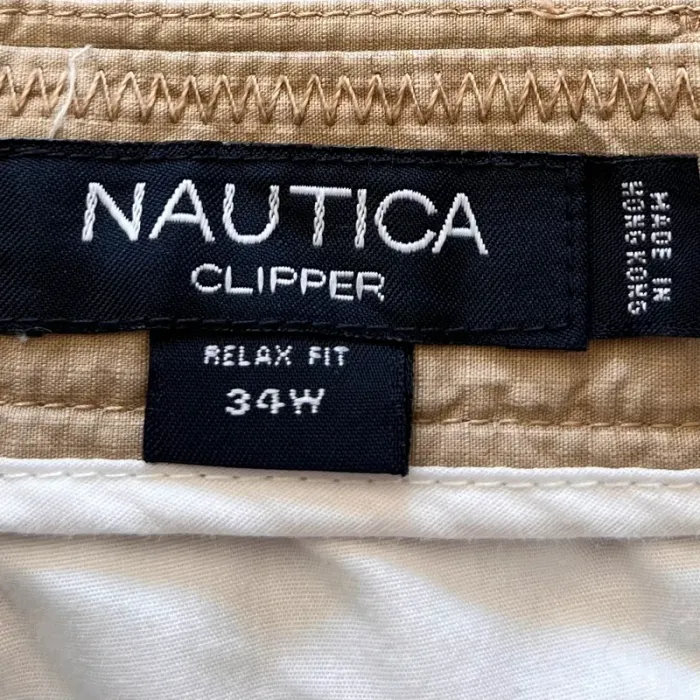 NAUTICA
CLIPPER
RELAX FIT
34W
MADE IN
HONG KONG